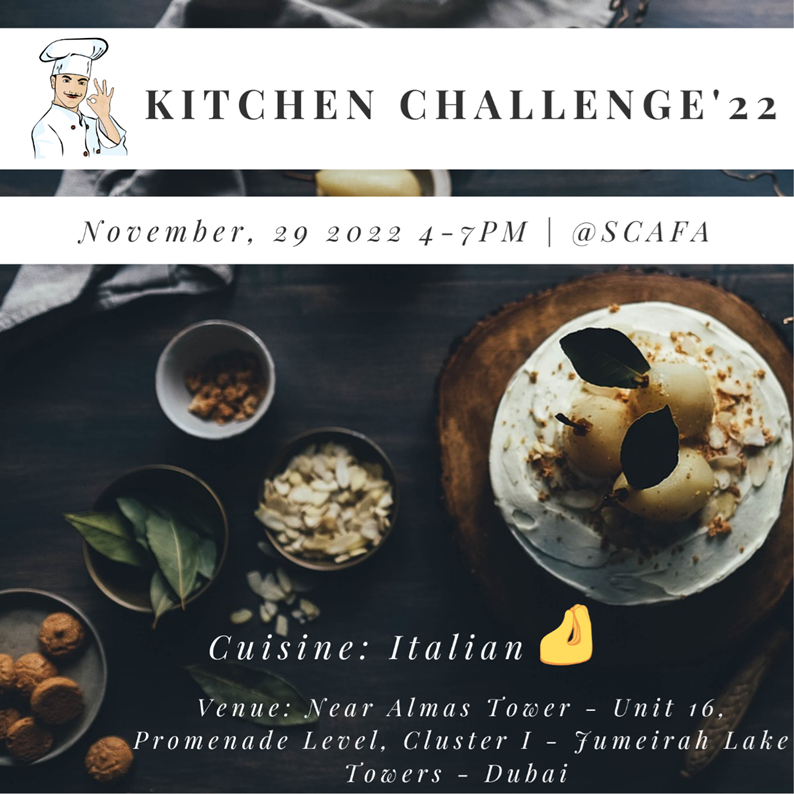 KITCHEN CHALLENGE'22
November, 29 2022 4-7PM | @SCAFA
Cuisine: Italian
Venue: Near Almas Tower - Unit 16,
Promenade Level, Cluster I - Jumeirah Lake
Towers - Dubai